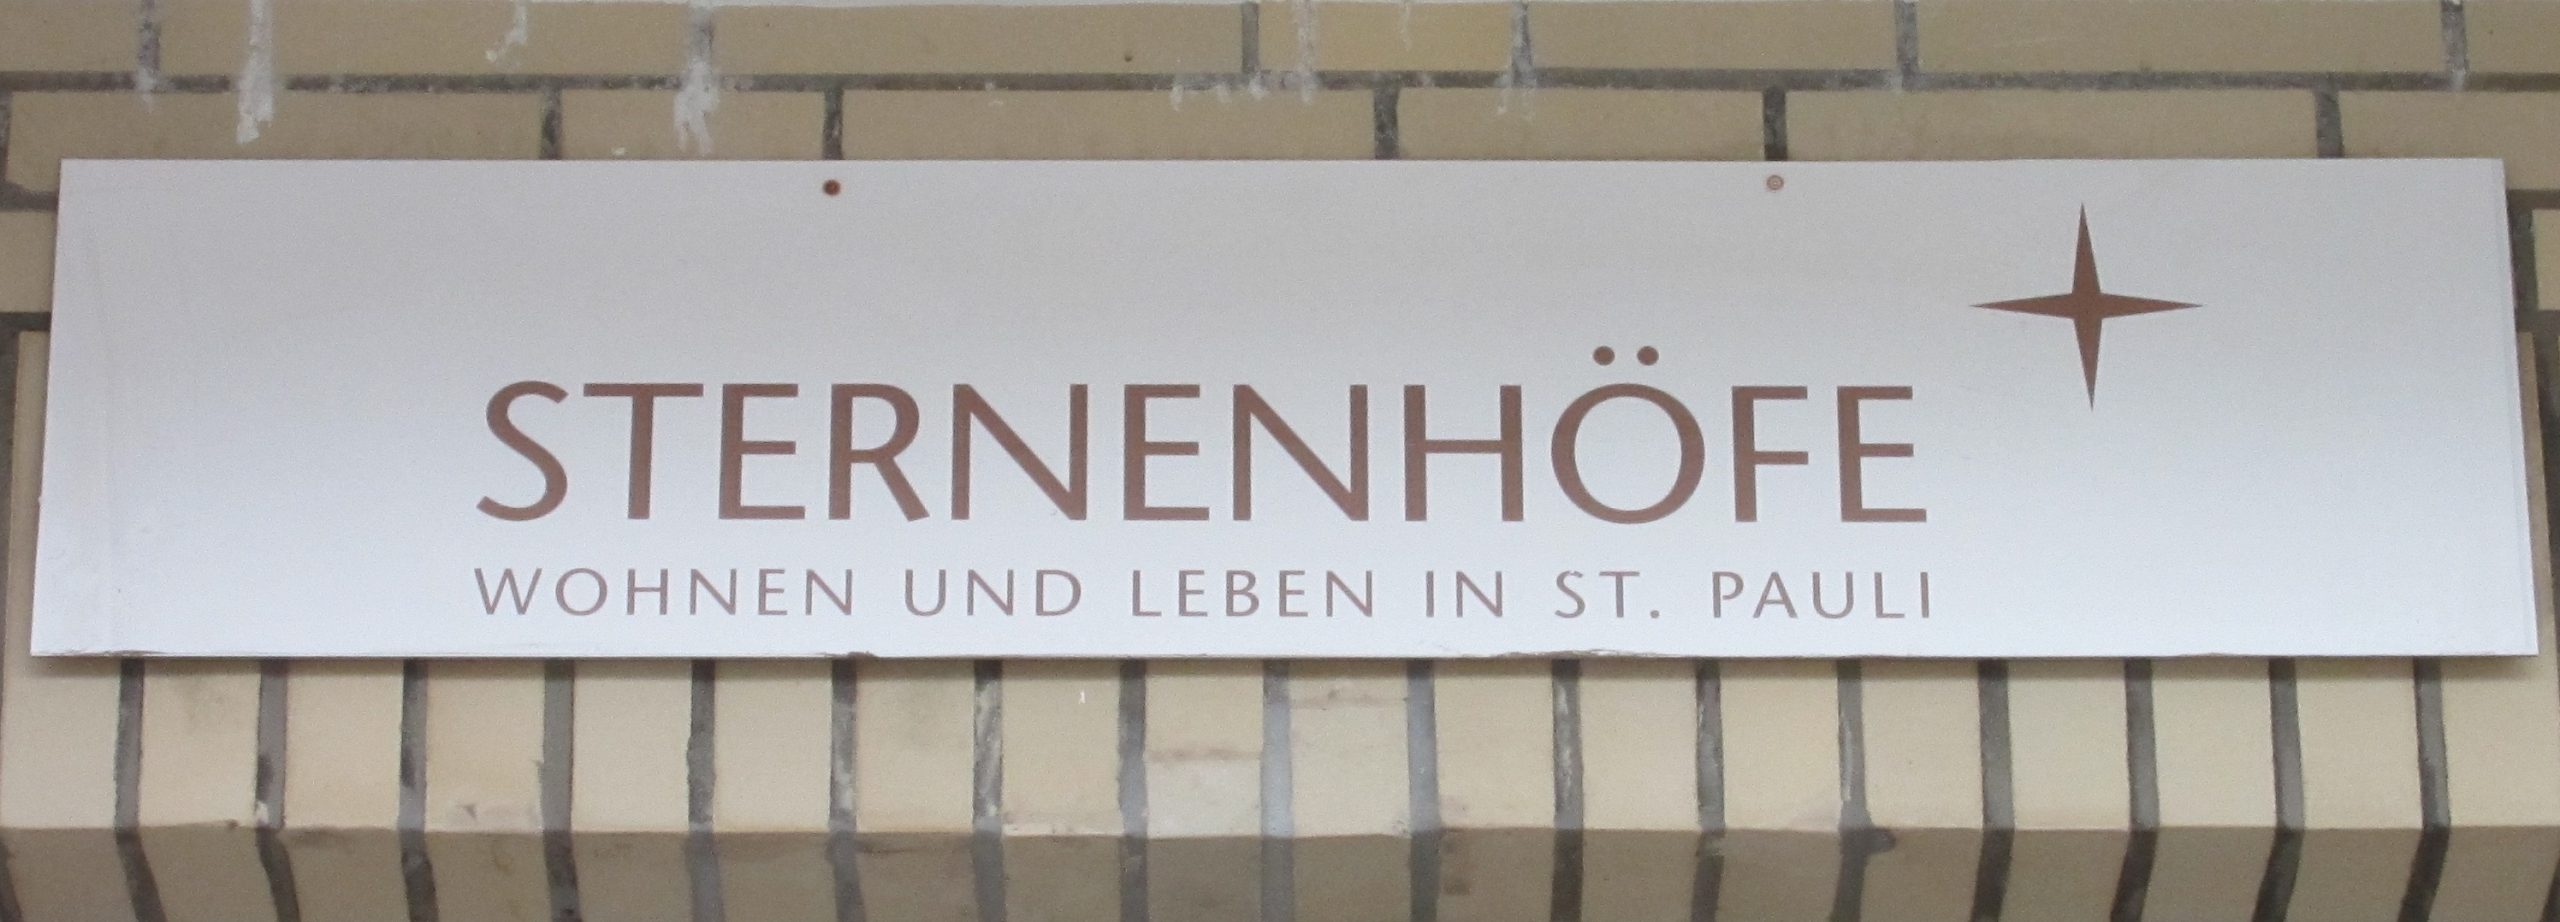 STERNENHÖFE
WOHNEN UND LEBEN IN ST. PAULI